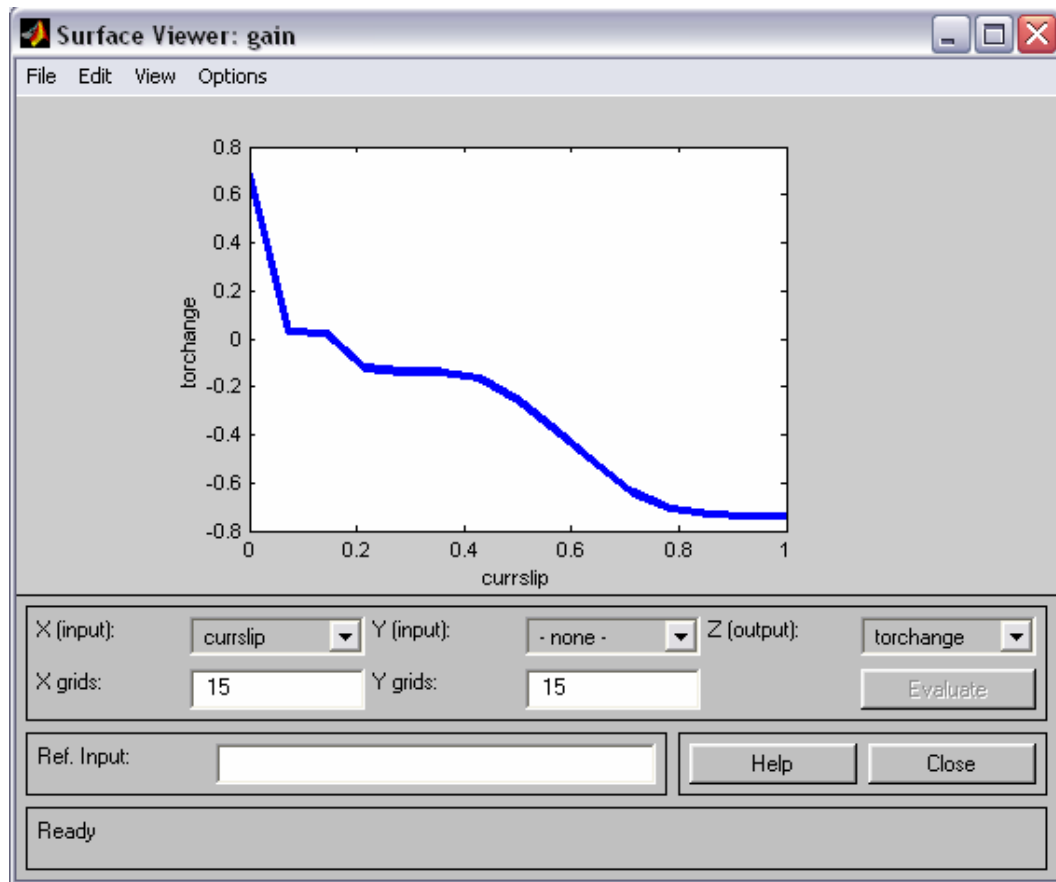 Surface Viewer: gain
File Edit View Options
0.8
0.6
0.4
0.2
0
-0.2
-0.4
-0.6
-0.8
torchange
0 0.2 0.4 0.6 0.8 1
currslip
X (input): currslip Y (input): - none - Z (output): torchange
X grids: 15 Y grids: 15 Evaluate
Ref. Input: Help Close
Ready